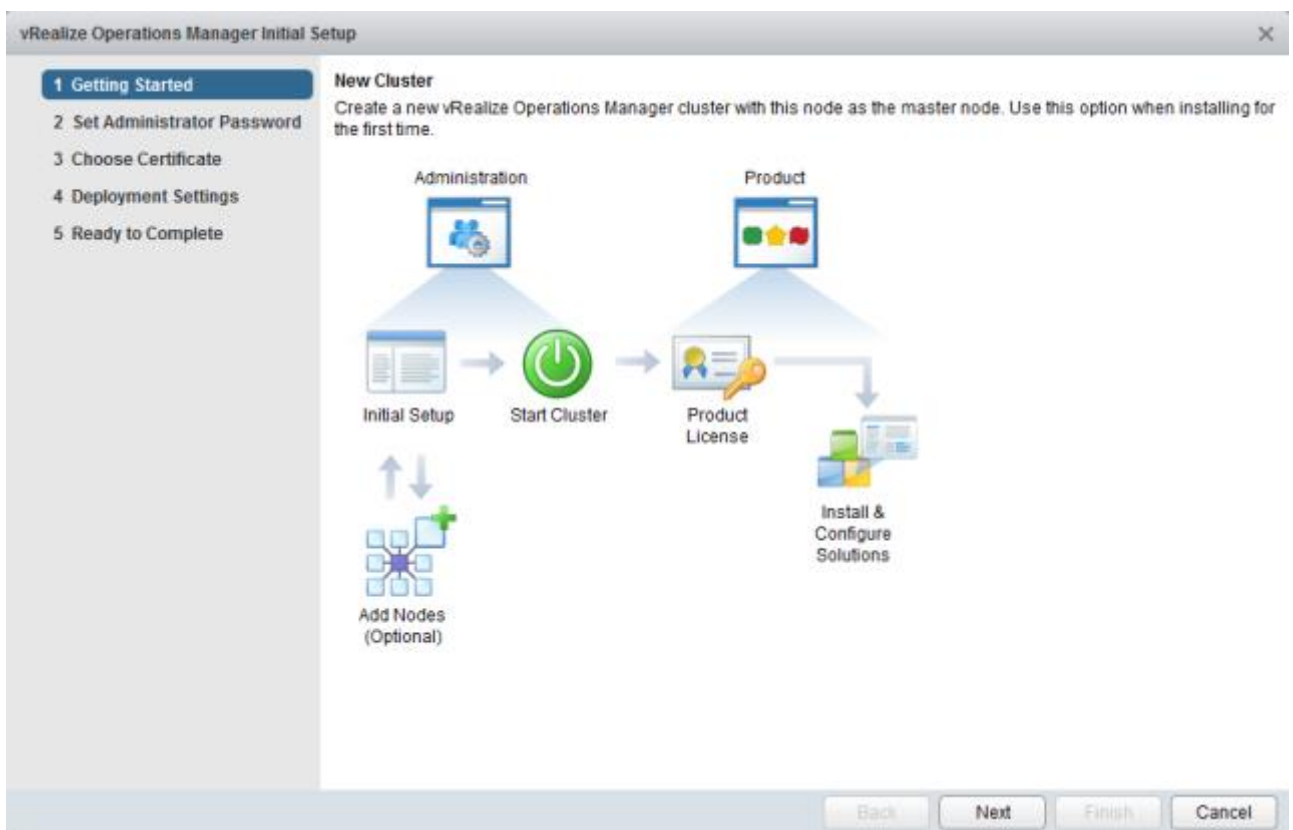 vRealize Operations Manager Initial Setup
1 Getting Started
2 Set Administrator Password
3 Choose Certificate
4 Deployment Settings
5 Ready to Complete
New Cluster
Create a new vRealize Operations Manager cluster with this node as the master node. Use this option when installing for
the first time.
Administration
Product
Initial Setup
Start Cluster
Product
License
Install &
Configure
Solutions
Add Nodes
(Optional)
Back
Next
Finish
Cancel